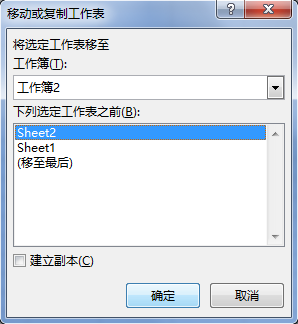 移动或复制工作表
将选定工作表移至
工作簿(T):
工作簿2
下列选定工作表之前(B):
Sheet2
Sheet1
(移至最后)
建立副本(C)
确定
取消